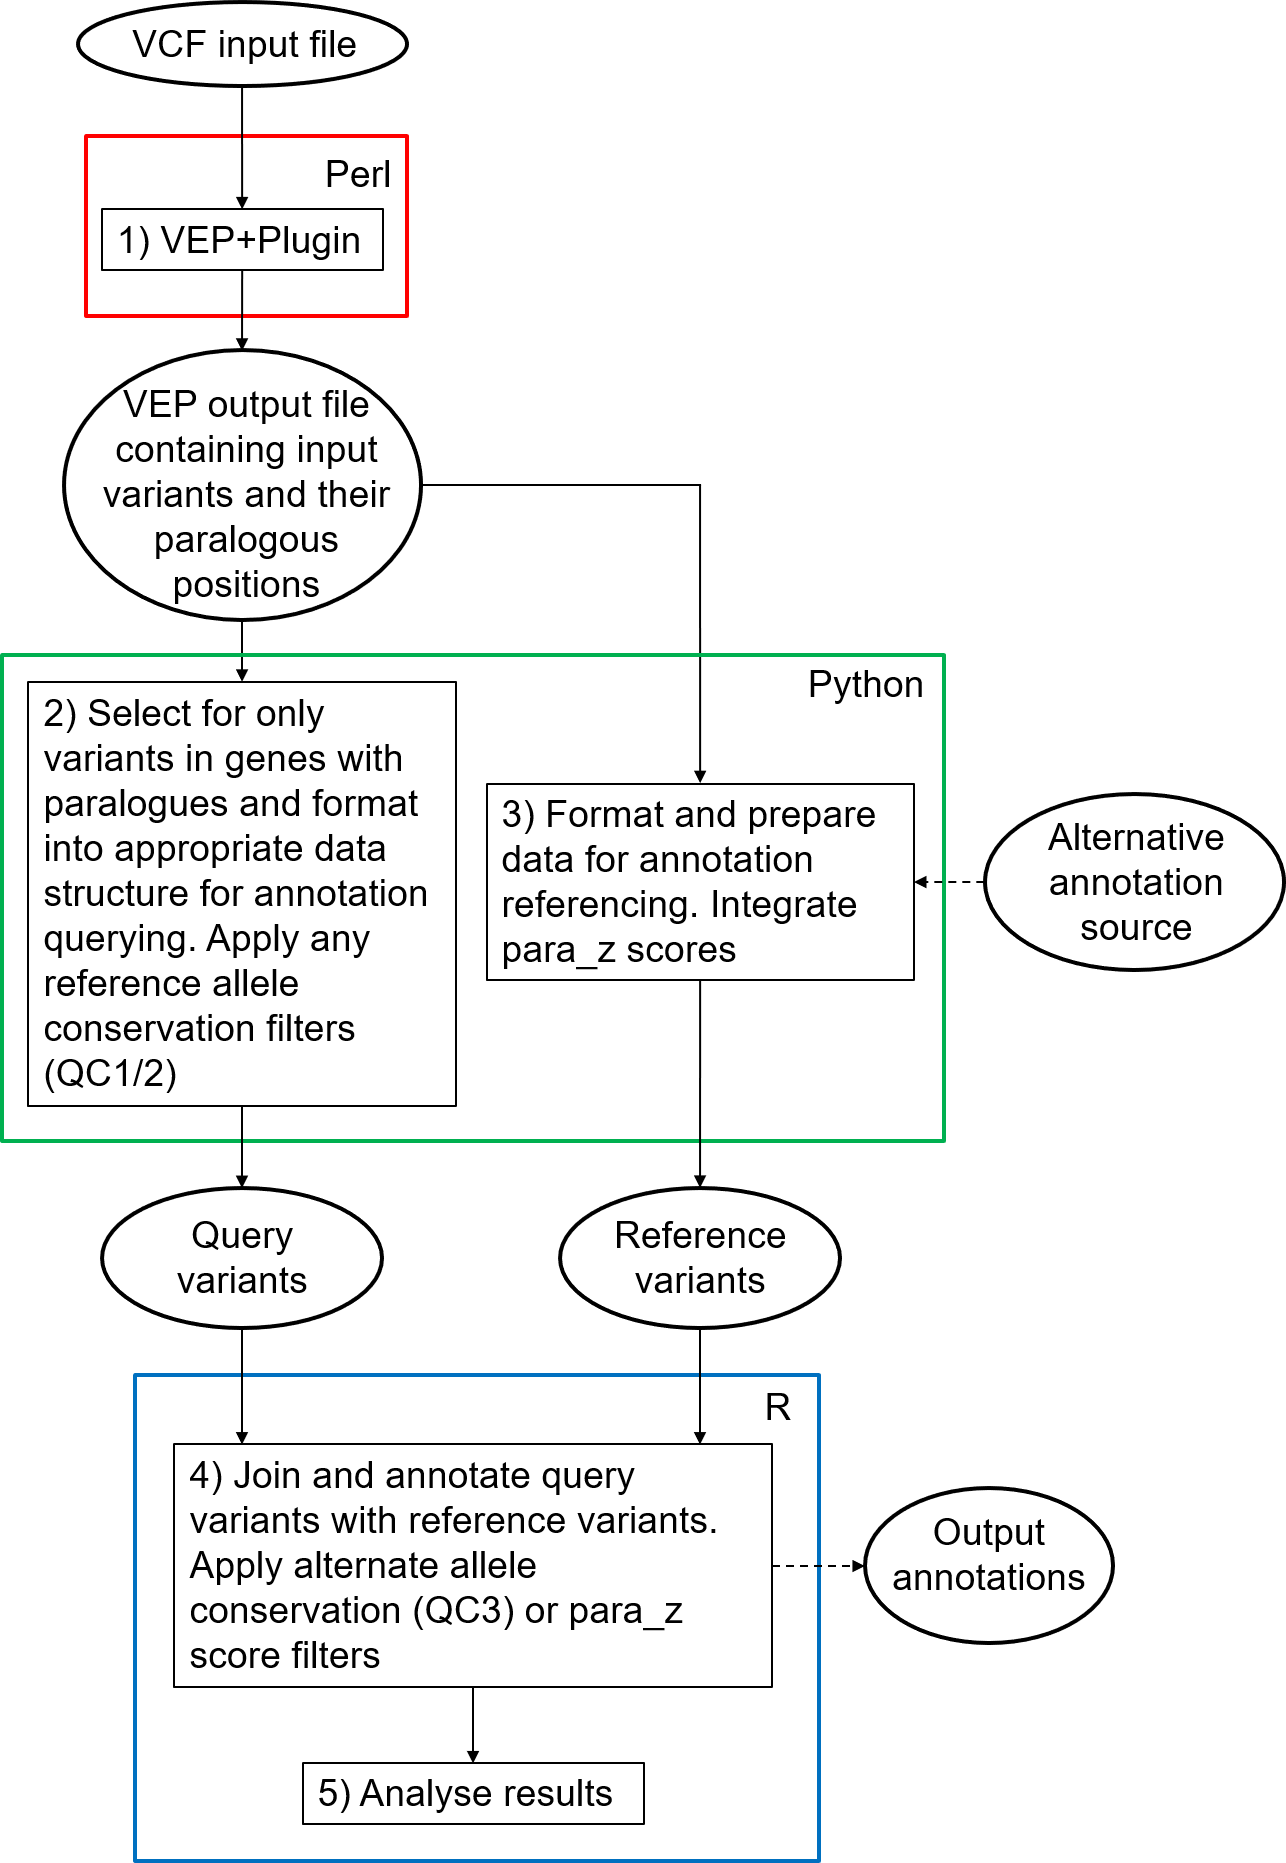 VCF input file
Perl
1) VEP+Plugin
VEP output file
containing input
variants and their
paralogous
positions
Python
2) Select for only
variants in genes with
paralogues and format
into appropriate data
structure for annotation
querying. Apply any
reference allele
conservation filters
(QC1/2)
3) Format and prepare
data for annotation
referencing. Integrate
para_z scores
Alternative
annotation
source
Query
variants
Reference
variants
R
4) Join and annotate query
variants with reference variants.
Apply alternate allele
conservation (QC3) or para_z
score filters
Output
annotations
5) Analyse results